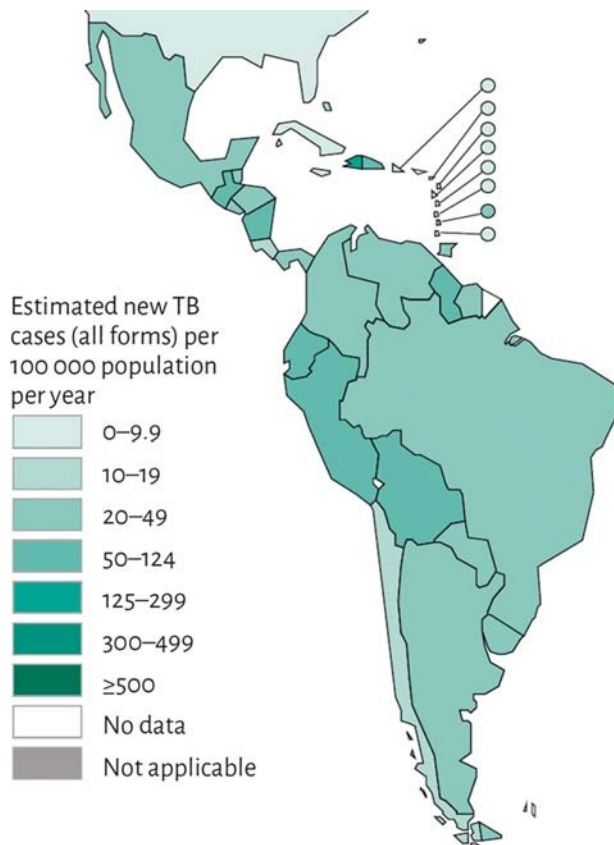 Estimated new TB
cases (all forms) per
100 000 population
per year
0–9.9
10–19
20–49
50–124
125–299
300–499
≥500
No data
Not applicable